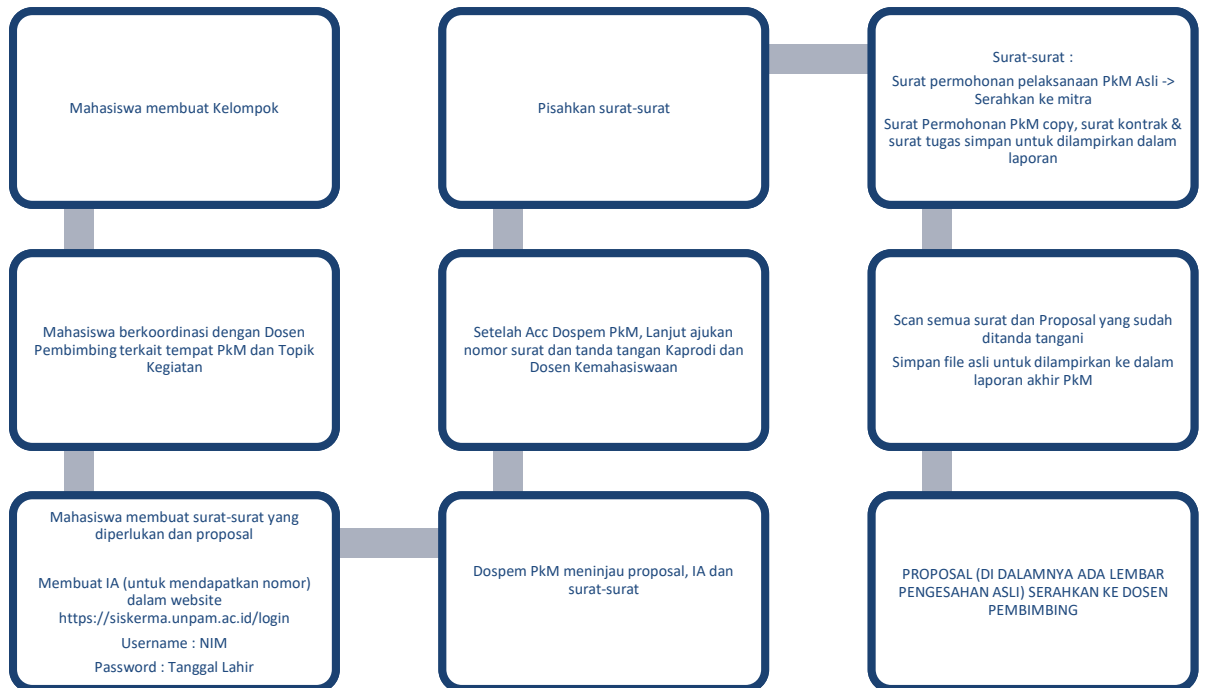 Mahasiswa membuat Kelompok
Mahasiswa berkoordinasi dengan Dosen
Pembimbing terkait tempat PkM dan Topik
Kegiatan
Mahasiswa membuat surat-surat yang
diperlukan dan proposal
Membuat IA (untuk mendapatkan nomor)
dalam website
https://siskerma.unpam.ac.id/login
Username : NIM
Password : Tanggal Lahir
Dospem PkM meninjau proposal, IA dan
surat-surat
Setelah Acc Dospem PkM, Lanjut ajukan
nomor surat dan tanda tangan Kaprodi dan
Dosen Kemahasiswaan
Pisahkan surat-surat
Surat-surat :
Surat permohonan pelaksanaan PkM Asli ->
Serahkan ke mitra
Surat Permohonan PkM copy, surat kontrak &
surat tugas simpan untuk dilampirkan dalam
laporan
Scan semua surat dan Proposal yang sudah
ditanda tangani
Simpan file asli untuk dilampirkan ke dalam
laporan akhir PkM
PROPOSAL (DI DALAMNYA ADA LEMBAR
PENGESAHAN ASLI) SERAHKAN KE DOSEN
PEMBIMBING